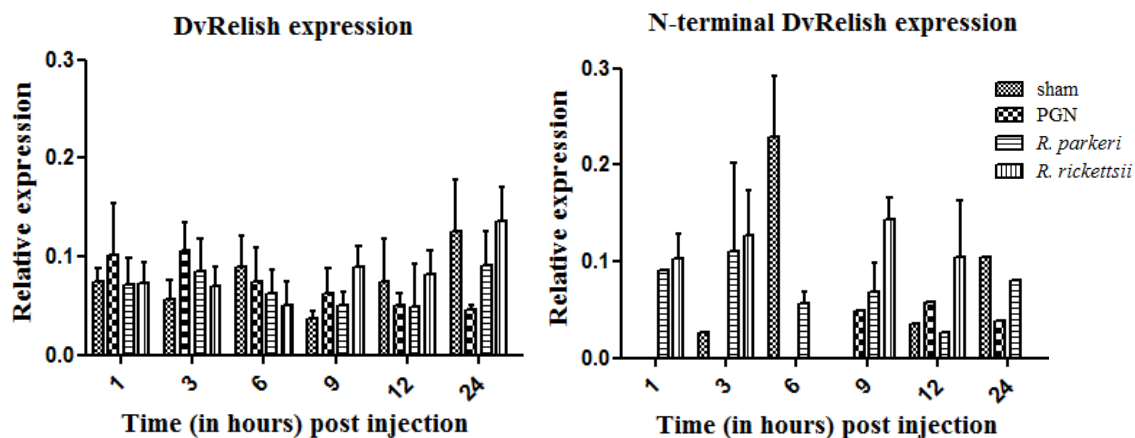 DvRelish expression
Relative expression
0.3
0.2
0.1
0.0
1 3 6 9 12 24
Time (in hours) post injection
N-terminal DvRelish expression
Relative expression
0.3
0.2
0.1
0.0
1 3 6 9 12 24
Time (in hours) post injection
sham
PGN
R. parkeri
R. rickettsii